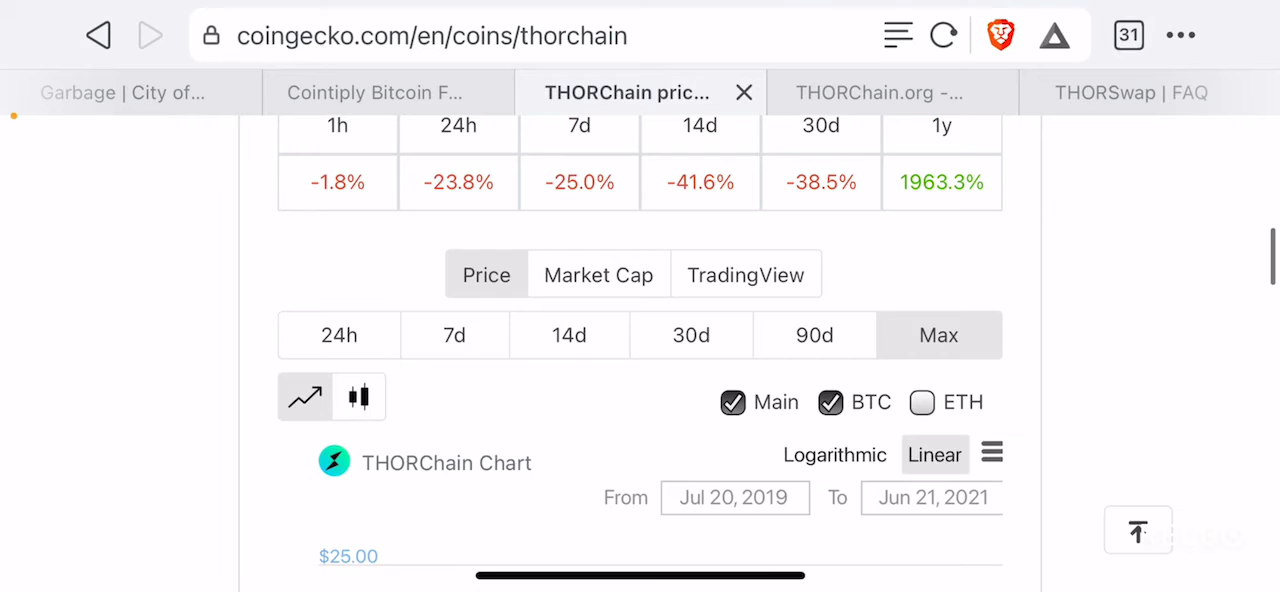 coingecko.com/en/coins/thorchain
31
Garbage | City of...
Cointiply Bitcoin F...
THORChain pric...
THORChain.org -...
THORSwap | FAQ
1h 24h 7d 14d 30d 1y
-1.8% -23.8% -25.0% -41.6% -38.5% 1963.3%
Price Market Cap TradingView
24h 7d 14d 30d 90d Max
Main BTC ETH
THORChain Chart
Logarithmic Linear
From Jul 20, 2019 To Jun 21, 2021
$25.00